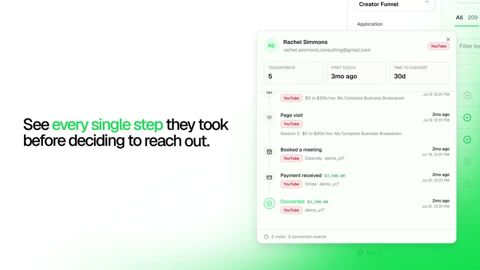 Creator Funnel
Application
All 209
Filter by
See every single step they took
before deciding to reach out.
RS
Rachel Simmons
rachel.simmons.consulting@gmail.com
YouTube
TOUCHPOINTS
5
FIRST TOUCH
3mo ago
TIME TO CONVERT
30d
YouTube $0 to $20k/mo: My Complete Business Breakdown
Page visit
2mo ago
YouTube
Session 2 · $0 to $20k/mo: My Complete Business Breakdown
Booked a meeting
2mo ago
YouTube Calendly · demo_yt7
Payment received $3,500.00
2mo ago
YouTube Stripe · demo_yt7
Converted $3,500.00
2mo ago
YouTube demo_yt7
2 visits · 3 conversion events